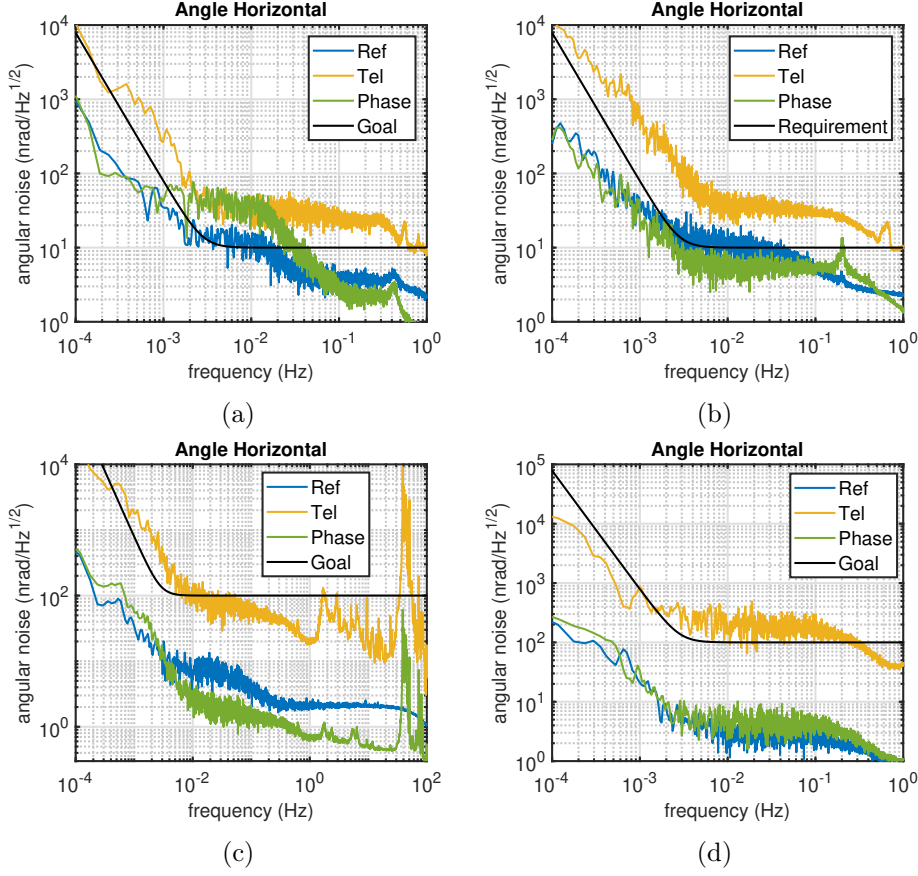 Angle Horizontal
10^4
10^3
10^2
10^1
10^0
angular noise (nrad/Hz^1/2)
Ref
Tel
Phase
Goal
10^-4 10^-3 10^-2 10^-1 10^0
frequency (Hz)
(a)
Angle Horizontal
10^4
10^3
10^2
10^1
10^0
angular noise (nrad/Hz^1/2)
Ref
Tel
Phase
Requirement
10^-4 10^-3 10^-2 10^-1 10^0
frequency (Hz)
(b)
Angle Horizontal
10^4
10^2
10^0
angular noise (nrad/Hz^1/2)
Ref
Tel
Phase
Goal
10^-4 10^-2 10^0 10^2
frequency (Hz)
(c)
Angle Horizontal
10^5
10^4
10^3
10^2
10^1
10^0
angular noise (nrad/Hz^1/2)
Ref
Tel
Phase
Goal
10^-4 10^-3 10^-2 10^-1 10^0
frequency (Hz)
(d)